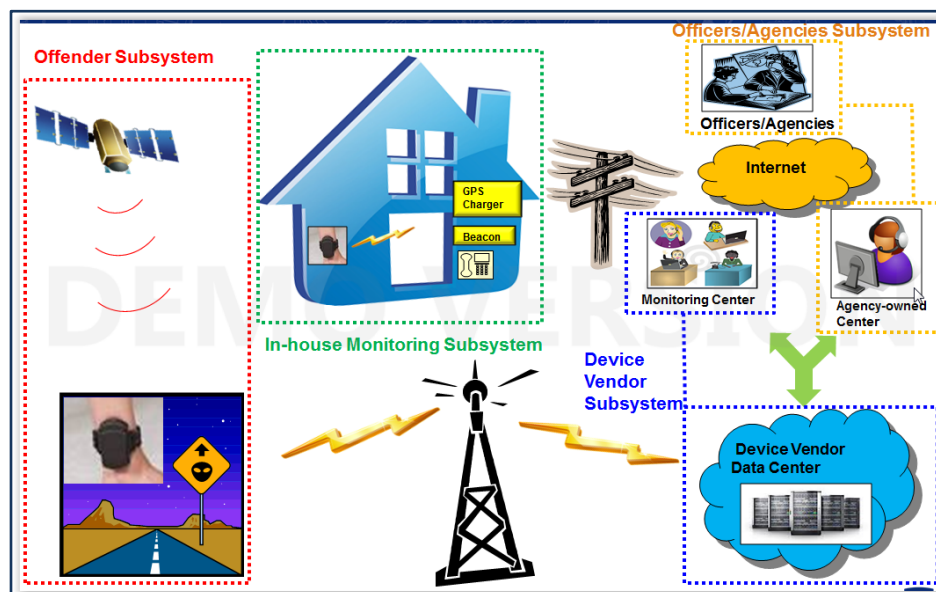 Officers/Agencies Subsystem
Offender Subsystem
Officers/Agencies
Internet
GPS
Charger
Beacon
Monitoring Center
Agency-owned
Center
DEMO VERSION
In-house Monitoring Subsystem
Device
Vendor
Subsystem
Device Vendor
Data Center